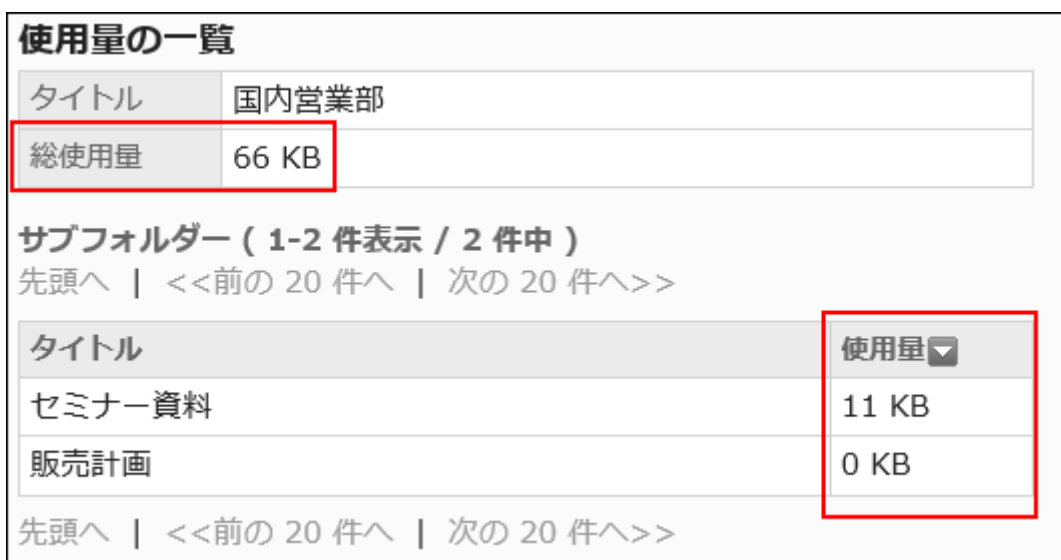 使用量の一覧
タイトル 国内営業部
総使用量 66 KB
サブフォルダー ( 1-2 件表示 / 2 件中 )
先頭へ | <<前の 20 件へ | 次の 20 件へ>>
タイトル 使用量
セミナー資料 11 KB
販売計画 0 KB
先頭へ | <<前の 20 件へ | 次の 20 件へ>>